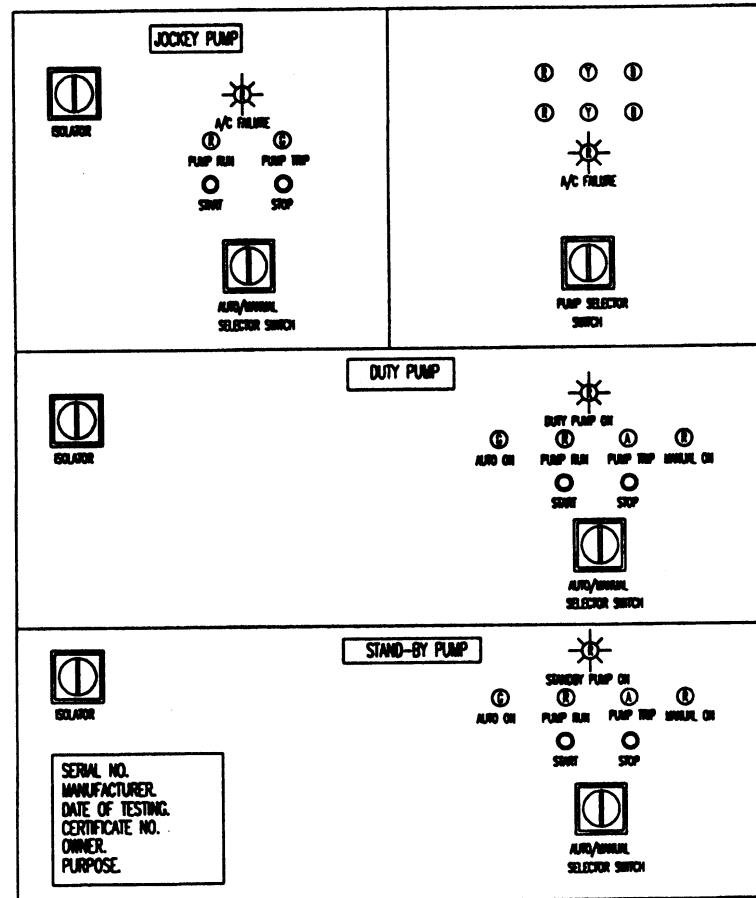 JOCKEY PUMP
ISOLATOR
R
A/C FAILURE
R G
PUMP RUN PUMP TRIP
START STOP
AUTO/MANUAL
SELECTOR SWITCH
R Y B
R Y B
R
A/C FAILURE
PUMP SELECTOR
SWITCH
DUTY PUMP
ISOLATOR
R
DUTY PUMP ON
G R A R
AUTO ON PUMP RUN PUMP TRIP MANUAL ON
START STOP
AUTO/MANUAL
SELECTOR SWITCH
STAND-BY PUMP
ISOLATOR
R
STANDBY PUMP ON
G R A R
AUTO ON PUMP RUN PUMP TRIP MANUAL ON
START STOP
AUTO/MANUAL
SELECTOR SWITCH
SERIAL NO.
MANUFACTURER.
DATE OF TESTING.
CERTIFICATE NO.
OWNER.
PURPOSE.